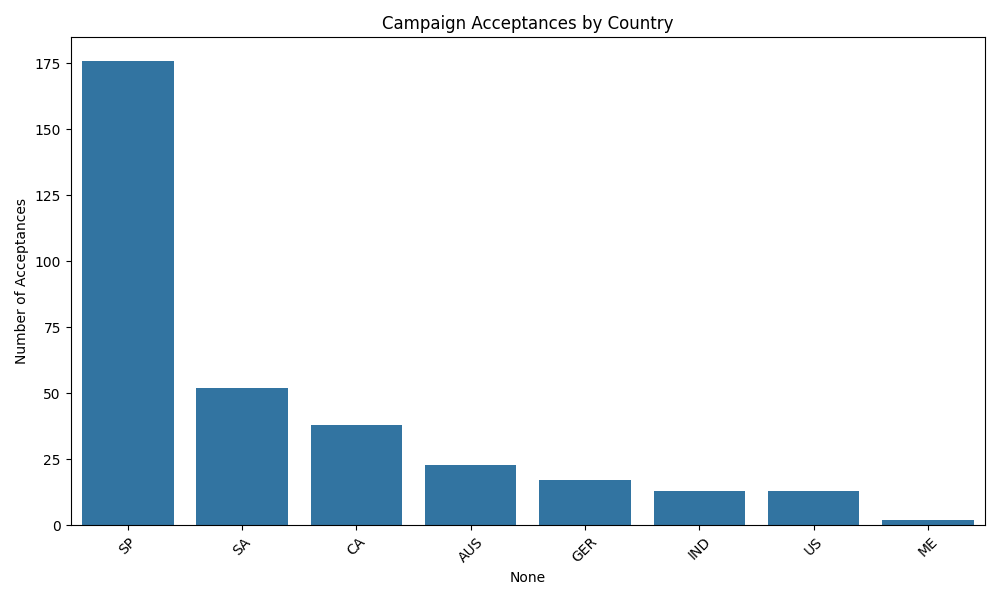 Campaign Acceptances by Country
Number of Acceptances
175
150
125
100
75
50
25
0
SP
SA
CA
AUS
GER
IND
US
ME
None